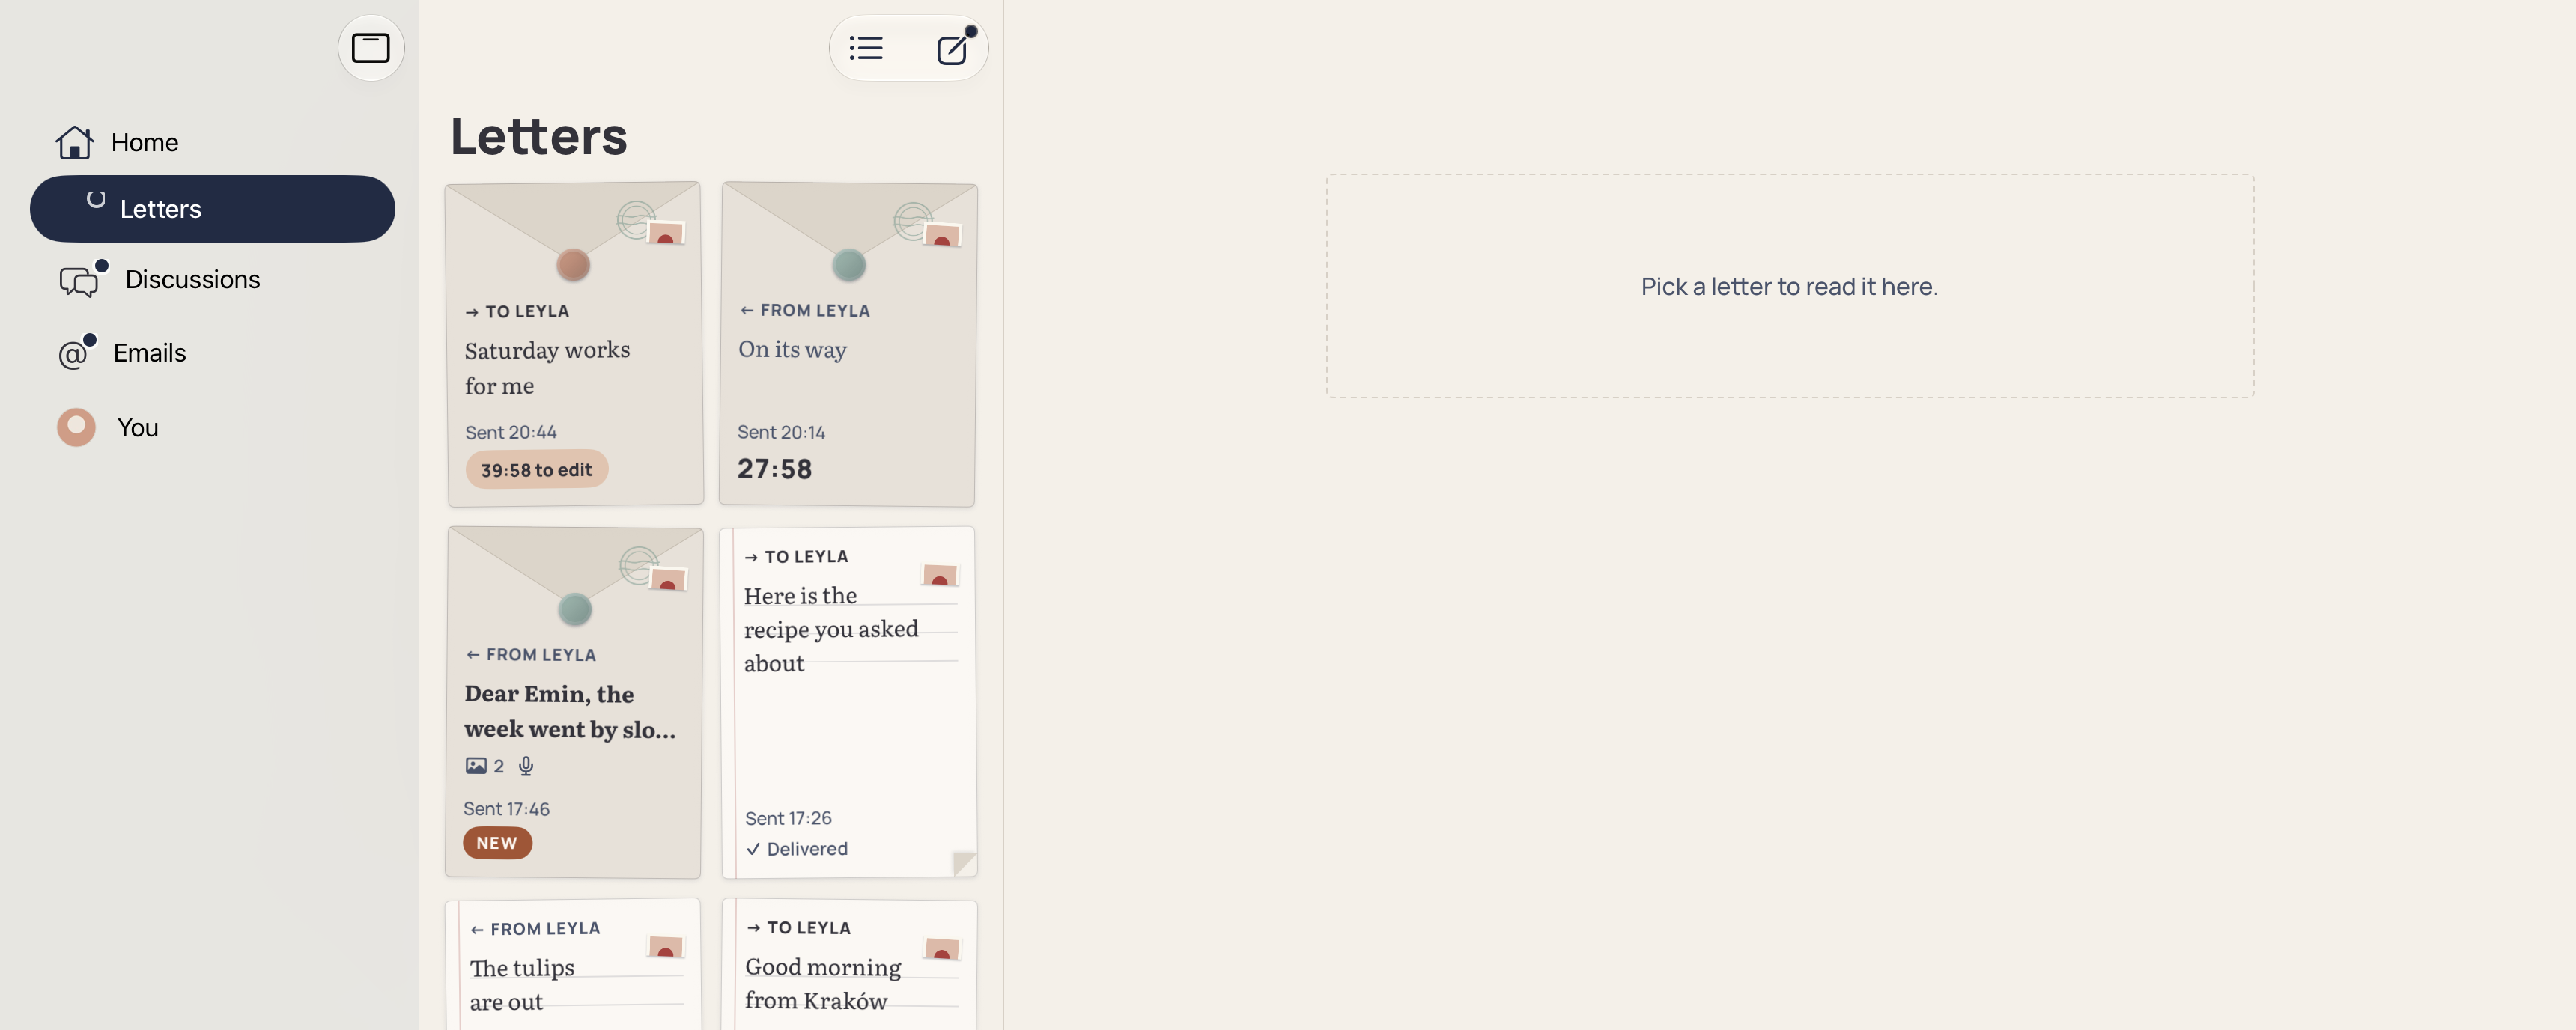 Home
Letters
Discussions
Emails
You
Letters
→ TO LEYLA
Saturday works
for me
Sent 20:44
39:58 to edit
← FROM LEYLA
On its way
Sent 20:14
27:58
← FROM LEYLA
Dear Emin, the
week went by slo...
2
Sent 17:46
NEW
→ TO LEYLA
Here is the
recipe you asked
about
Sent 17:26
✓ Delivered
← FROM LEYLA
The tulips
are out
→ TO LEYLA
Good morning
from Kraków
Pick a letter to read it here.